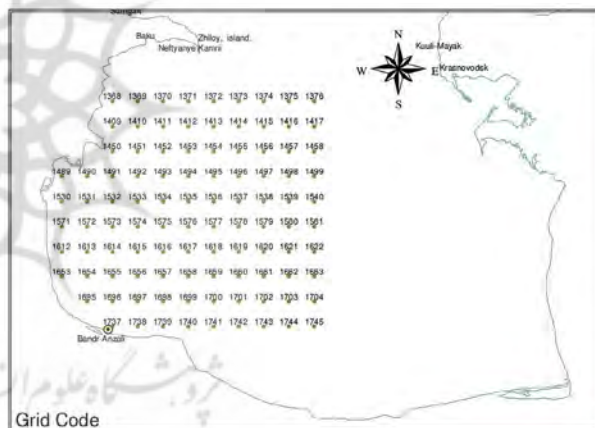 Sumgait
Baku
Zhiloy, island.
Neftyanye Kamni
Kuuli-Mayak
Krasnovodsk
N
W E
S
1368 1369 1370 1371 1372 1373 1374 1375 1376
1409 1410 1411 1412 1413 1414 1415 1416 1417
1450 1451 1452 1453 1454 1455 1456 1457 1458
1489 1490 1491 1492 1493 1494 1495 1496 1497 1498 1499
1530 1531 1532 1533 1534 1535 1536 1537 1538 1539 1540
1571 1572 1573 1574 1575 1576 1577 1578 1579 1580 1581
1612 1613 1614 1615 1616 1617 1618 1619 1620 1621 1622
1653 1654 1655 1656 1657 1658 1659 1660 1661 1662 1663
1695 1696 1697 1698 1699 1700 1701 1702 1703 1704
1737 1738 1739 1740 1741 1742 1743 1744 1745
Bandr-Anzali
Grid Code